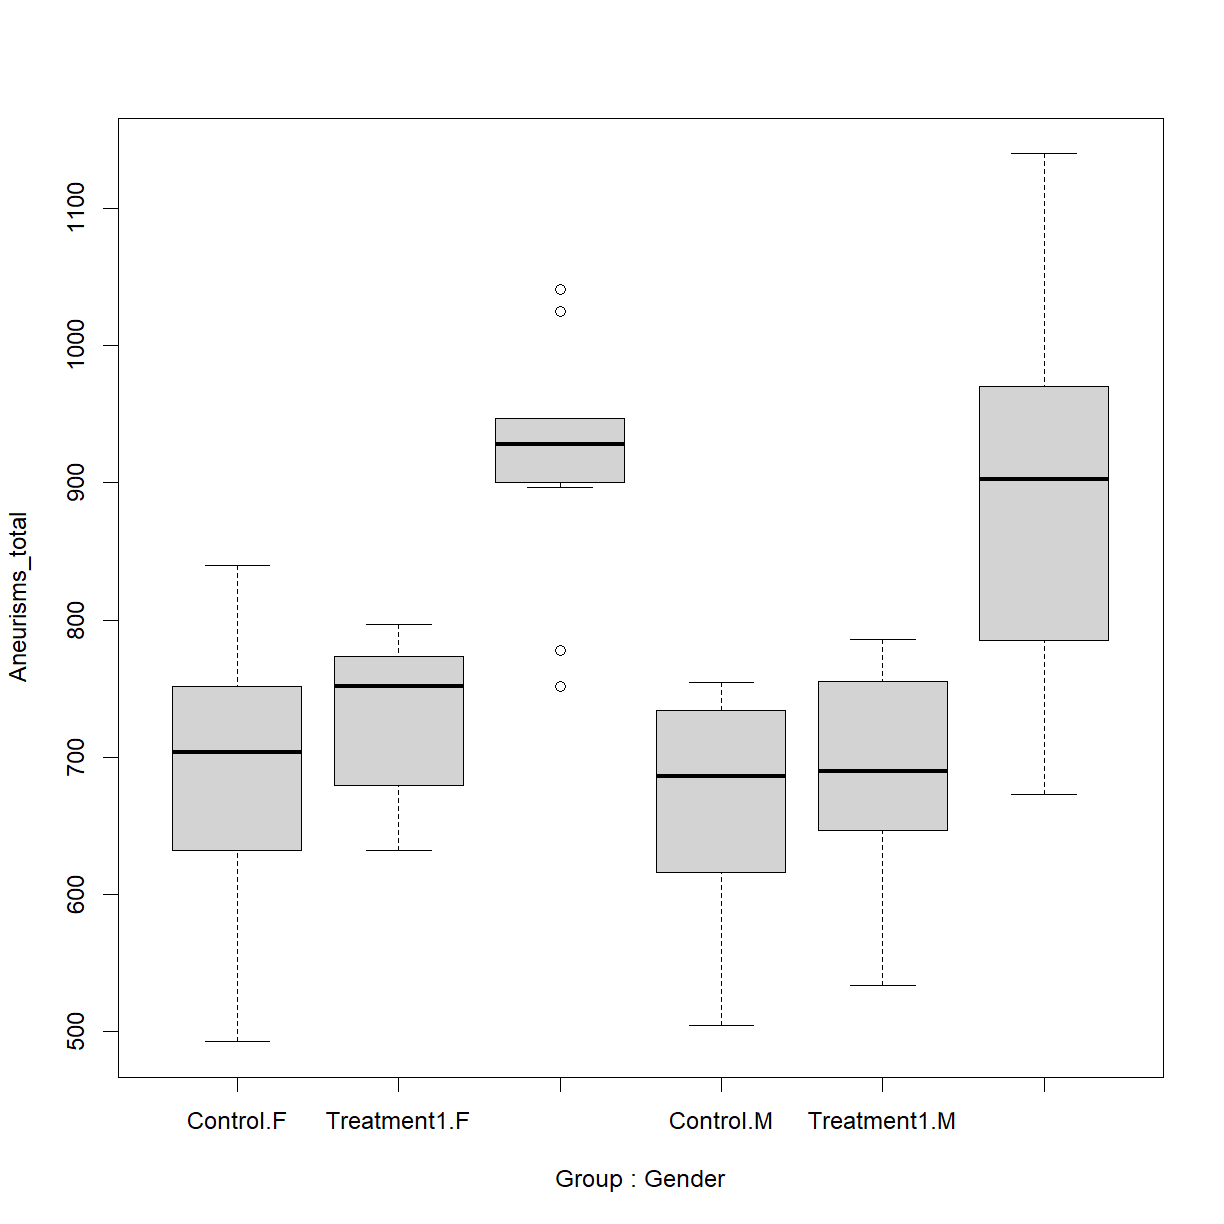 Aneurisms_total
1100
1000
900
800
700
600
500
Control.F Treatment1.F Control.M Treatment1.M
Group : Gender